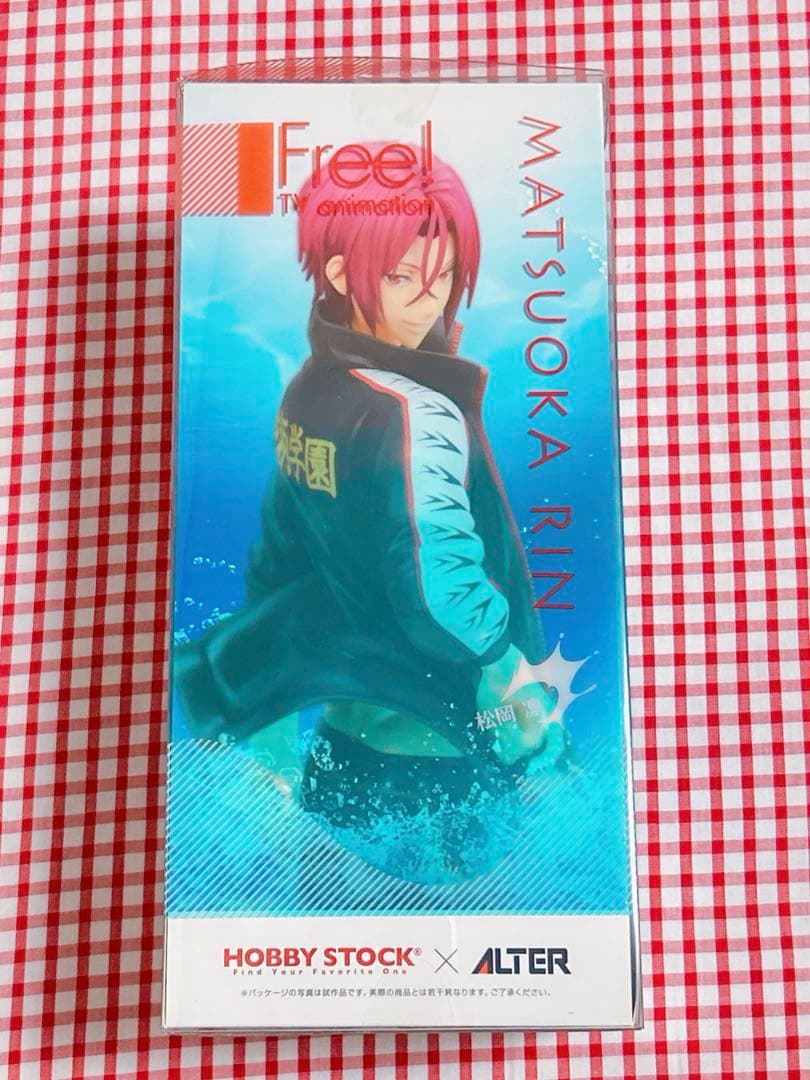 Free!
TV animation
MATSUOKA RIN
学園
松岡 凛
HOBBY STOCK® × ALTER
Find Your Favorite One
※パッケージの写真は試作品です。実際の商品とは若干異なります。ご了承ください。